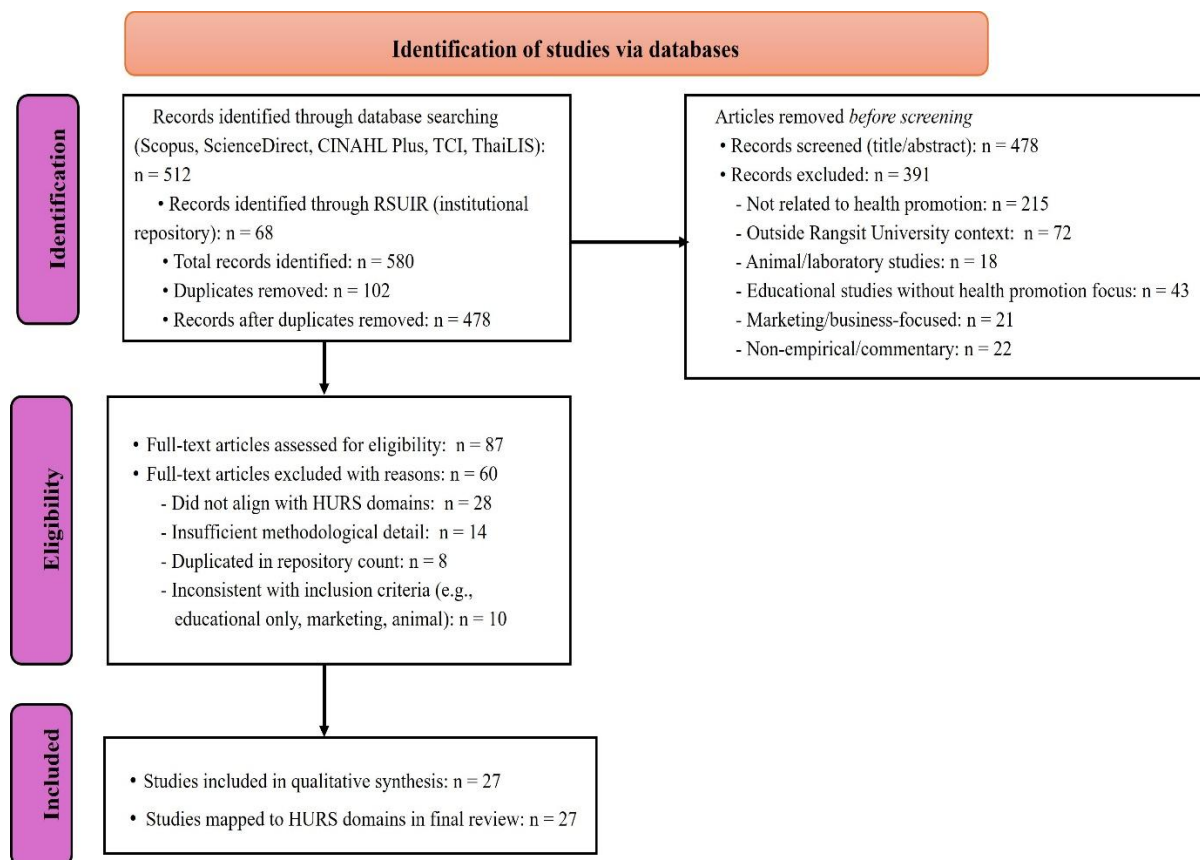 Identification of studies via databases
Identification
Records identified through database searching
(Scopus, ScienceDirect, CINAHL Plus, TCI, ThaiLIS):
n = 512
• Records identified through RSUIR (institutional
repository): n = 68
• Total records identified: n = 580
• Duplicates removed: n = 102
• Records after duplicates removed: n = 478
Articles removed before screening
• Records screened (title/abstract): n = 478
• Records excluded: n = 391
- Not related to health promotion: n = 215
- Outside Rangsit University context: n = 72
- Animal/laboratory studies: n = 18
- Educational studies without health promotion focus: n = 43
- Marketing/business-focused: n = 21
- Non-empirical/commentary: n = 22
Eligibility
• Full-text articles assessed for eligibility: n = 87
• Full-text articles excluded with reasons: n = 60
- Did not align with HURS domains: n = 28
- Insufficient methodological detail: n = 14
- Duplicated in repository count: n = 8
- Inconsistent with inclusion criteria (e.g.,
educational only, marketing, animal): n = 10
Included
• Studies included in qualitative synthesis: n = 27
• Studies mapped to HURS domains in final review: n = 27